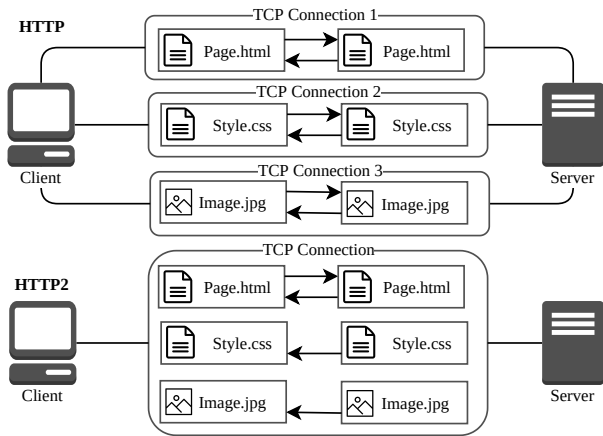 HTTP
TCP Connection 1
Page.html
Page.html
TCP Connection 2
Style.css
Style.css
Client
Server
TCP Connection 3
Image.jpg
Image.jpg
TCP Connection
HTTP2
Page.html
Page.html
Style.css
Style.css
Image.jpg
Image.jpg
Client
Server